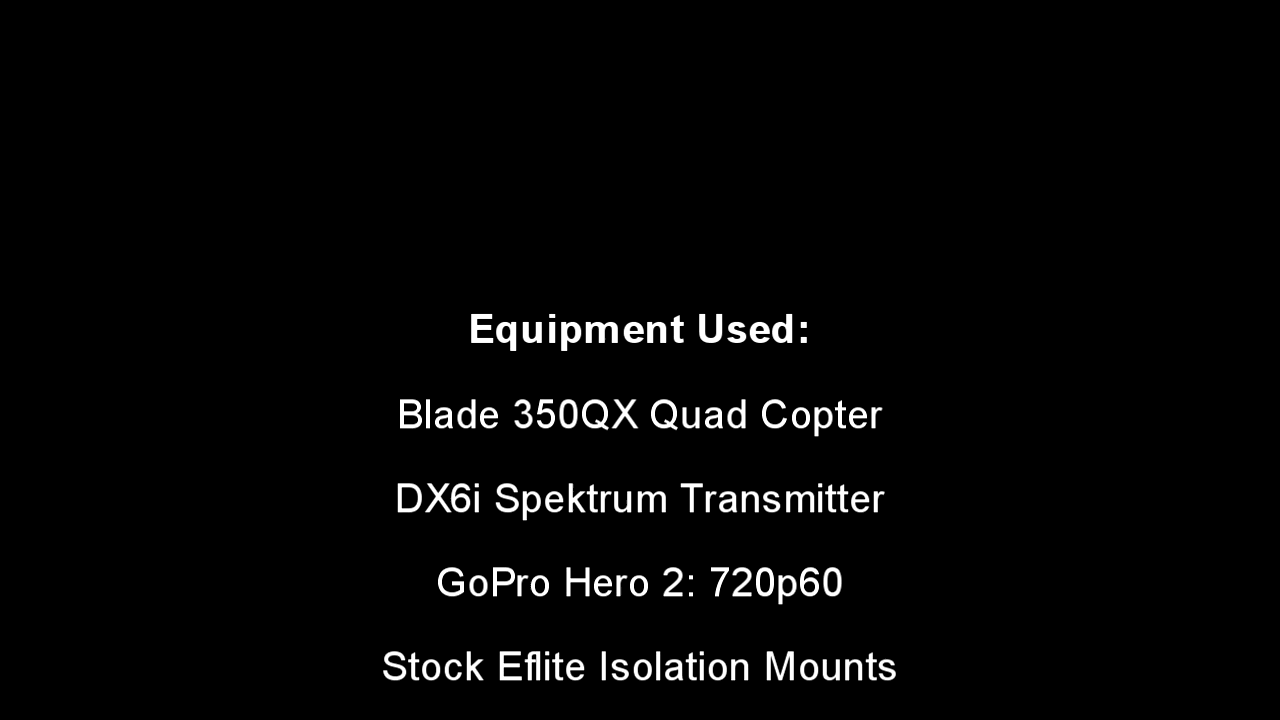 Equipment Used:
Blade 350QX Quad Copter
DX6i Spektrum Transmitter
GoPro Hero 2: 720p60
Stock Eflite Isolation Mounts